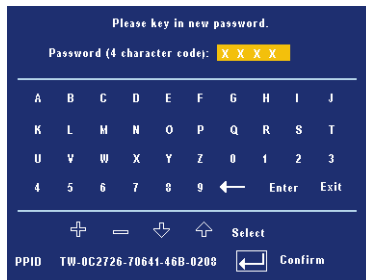 Please key in new password.
Password (4 character code): X X X X
A B C D E F G H I J
K L M N O P Q R S T
U V W X Y Z 0 1 2 3
4 5 6 7 8 9 ← Enter Exit
Select
PPID TW-0C2726-70641-46B-0208 Confirm